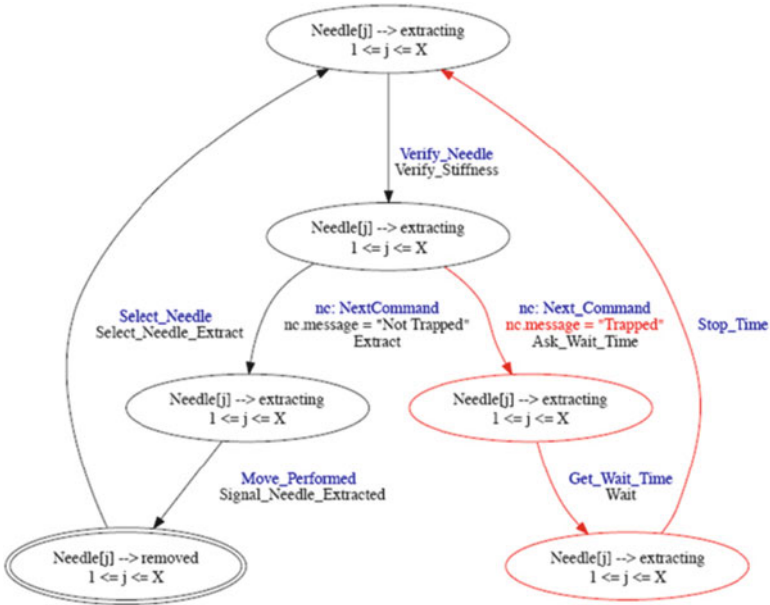 Needle[j] --> extracting
1 <= j <= X
Verify_Needle
Verify_Stiffness
Needle[j] --> extracting
1 <= j <= X
Select_Needle
Select_Needle_Extract
nc: NextCommand
nc.message = "Not Trapped"
Extract
nc: Next_Command
nc.message = "Trapped"
Ask_Wait_Time
Stop_Time
Needle[j] --> extracting
1 <= j <= X
Needle[j] --> extracting
1 <= j <= X
Move_Performed
Signal_Needle_Extracted
Get_Wait_Time
Wait
Needle[j] --> removed
1 <= j <= X
Needle[j] --> extracting
1 <= j <= X